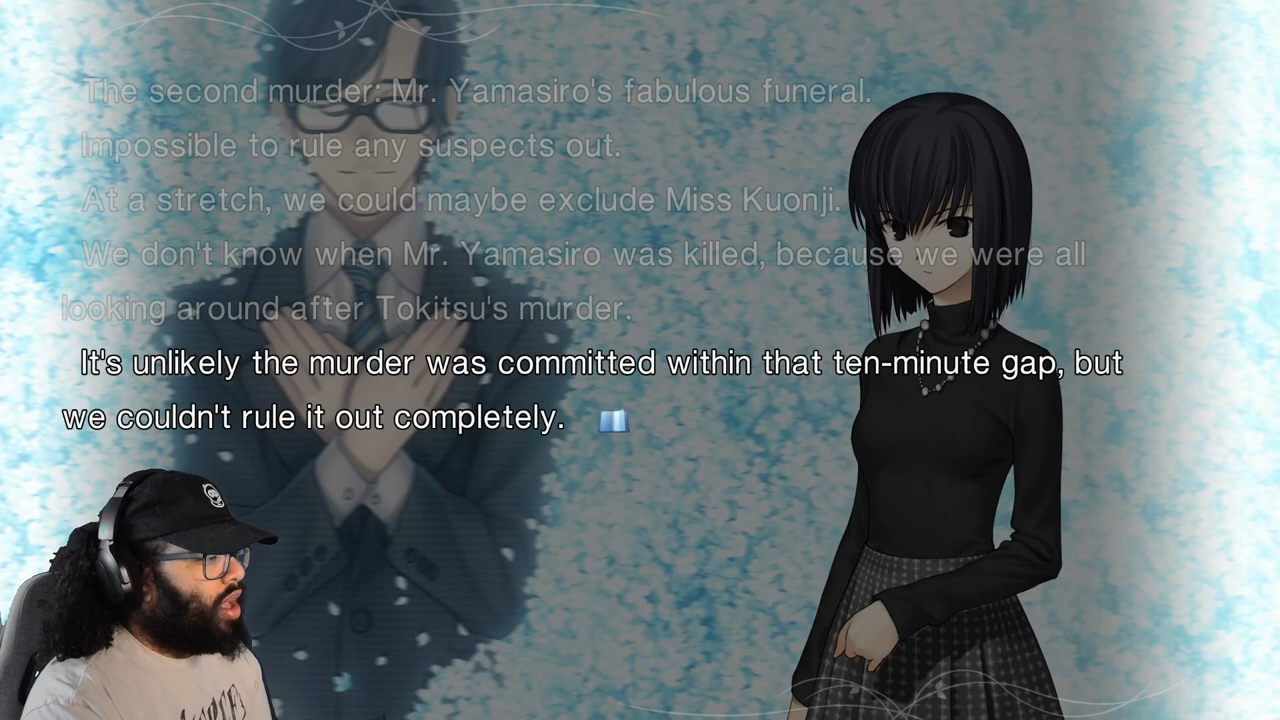 The second murder: Mr. Yamasiro's fabulous funeral.
Impossible to rule any suspects out.
At a stretch, we could maybe exclude Miss Kuonji.
We don't know when Mr. Yamasiro was killed, because we were all
looking around after Tokitsu's murder.
It's unlikely the murder was committed within that ten-minute gap, but
we couldn't rule it out completely.